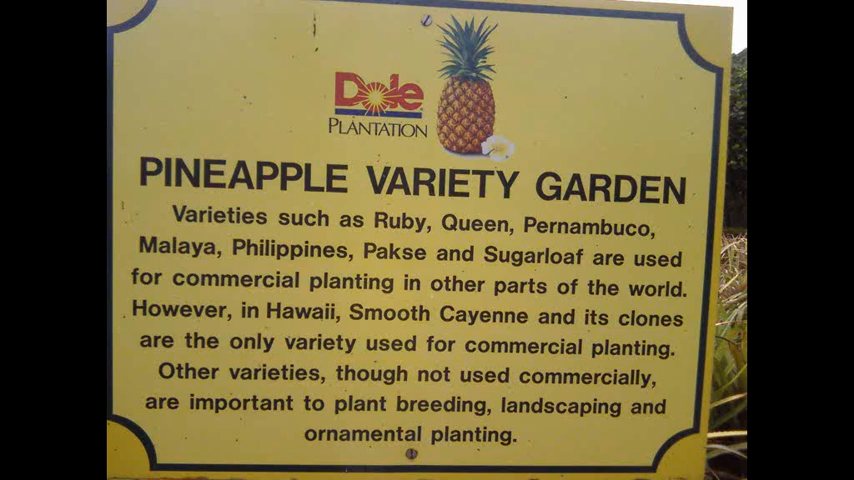 Dole
PLANTATION
PINEAPPLE VARIETY GARDEN
Varieties such as Ruby, Queen, Pernambuco,
Malaya, Philippines, Pakse and Sugarloaf are used
for commercial planting in other parts of the world.
However, in Hawaii, Smooth Cayenne and its clones
are the only variety used for commercial planting.
Other varieties, though not used commercially,
are important to plant breeding, landscaping and
ornamental planting.